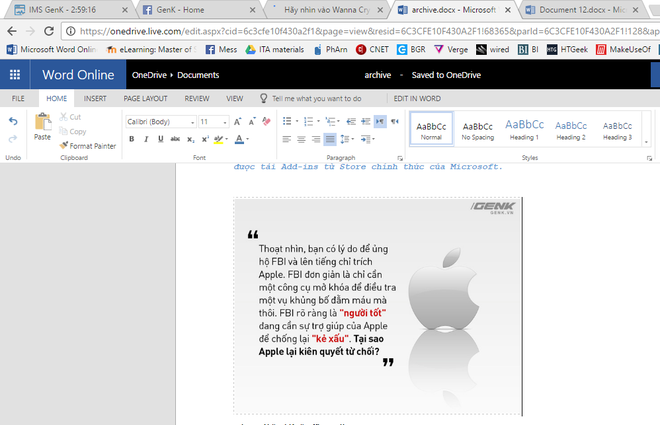 IMS GenK - 2:59:16
GenK - Home
Hãy nhìn vào Wanna Cry
archive.docx - Microsoft
Document 12.docx - Mic
https://onedrive.live.com/edit.aspx?cid=6c3cfe10f430a2f1&page=view&resid=6C3CFE10F430A2F1!68365&parId=6C3CFE10F430A2F1!128&ap
Microsoft Word Onlin
eLearning: Master of
Mess
ITA materials
PhArn
CNET
BGR
Verge
wired
BI
HTGeek
MakeUseOf
Word Online
OneDrive
Documents
archive - Saved to OneDrive
FILE
HOME
INSERT
PAGE LAYOUT
REVIEW
VIEW
Tell me what you want to do
EDIT IN WORD
Undo
Paste
Cut
Copy
Format Painter
Clipboard
Calibri (Body)
11
B I U abc x₂ x²
Font
Paragraph
AaBbCc
Normal
AaBbCc
No Spacing
AaBbCc
Heading 1
AaBbCc
Heading 2
AaBbCc
Heading 3
Styles
được tải Add-ins từ Store chính thức của Microsoft.
GENK
GENK.VN
❝
Thoạt nhìn, bạn có lý do để ủng
hộ FBI và lên tiếng chỉ trích
Apple. FBI đơn giản là chỉ cần
một công cụ mở khóa để điều tra
một vụ khủng bố đẫm máu mà
thôi. FBI rõ ràng là "người tốt"
đang cần sự trợ giúp của Apple
để chống lại "kẻ xấu". Tại sao
Apple lại kiên quyết từ chối?
❞